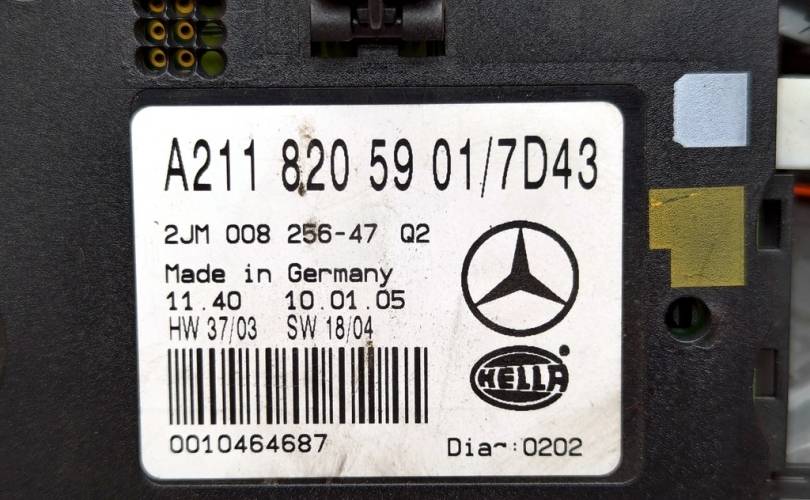 A211 820 59 01/7D43
2JM 008 256-47 Q2
Made in Germany
11.40 10.01.05
HW 37/03 SW 18/04
HELLA ®
0010464687
:0202